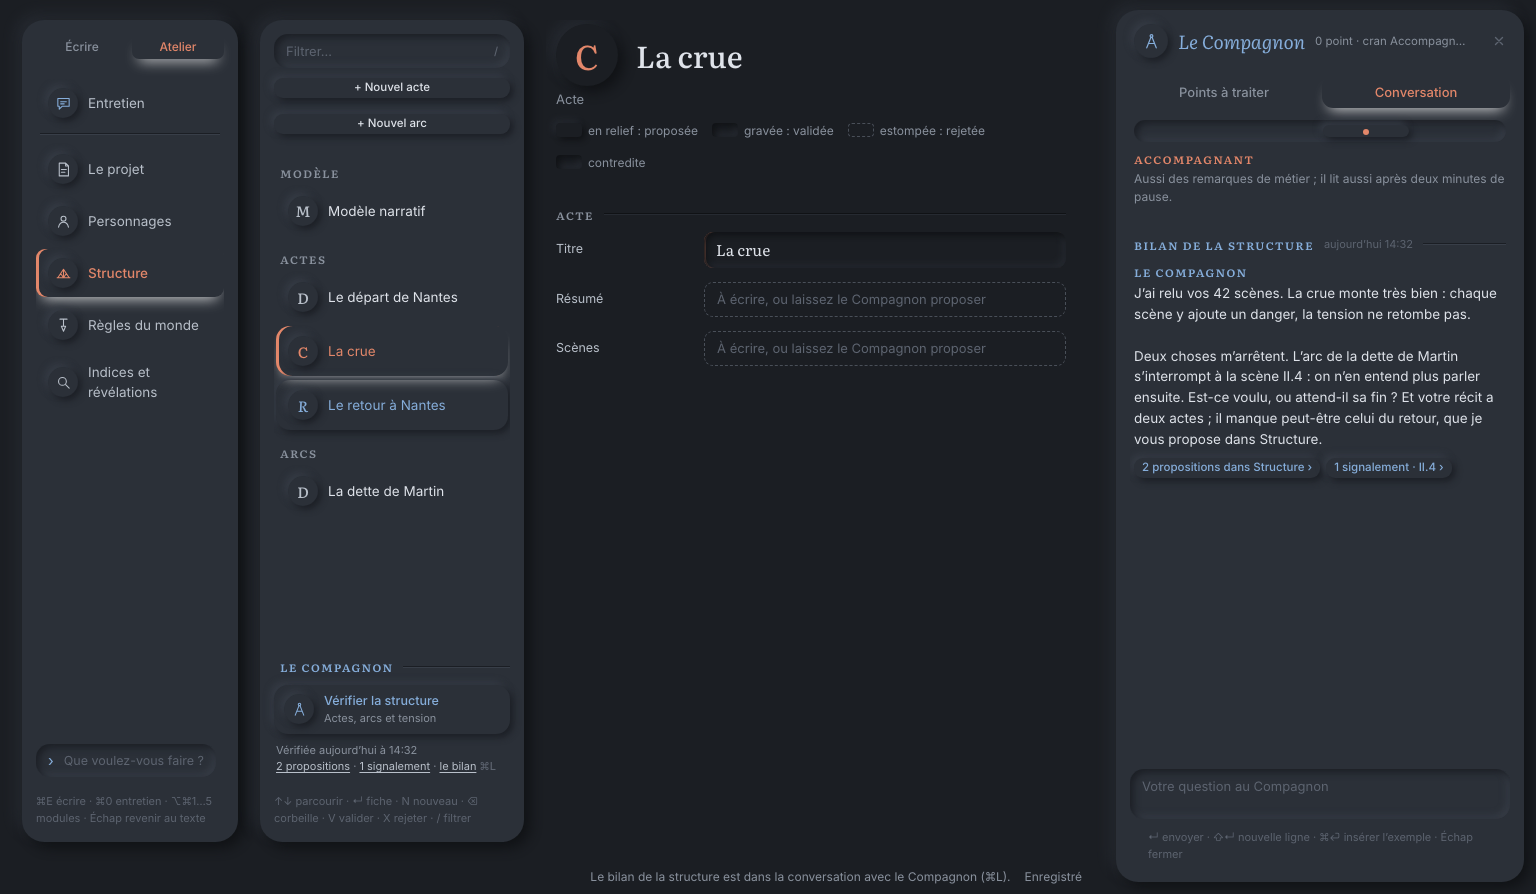 Écrire
Atelier
Entretien
Le projet
Personnages
Structure
Règles du monde
Indices et
révélations
› Que voulez-vous faire ?
⌘E écrire · ⌘0 entretien · ⌥⌘1…5
modules · Échap revenir au texte
Filtrer… /
+ Nouvel acte
+ Nouvel arc
MODÈLE
M Modèle narratif
ACTES
D Le départ de Nantes
C La crue
R Le retour à Nantes
ARCS
D La dette de Martin
LE COMPAGNON
Vérifier la structure
Actes, arcs et tension
Vérifiée aujourd’hui à 14:32
2 propositions · 1 signalement · le bilan ⌘L
↑↓ parcourir · ↵ fiche · N nouveau · ⌫
corbeille · V valider · X rejeter · / filtrer
C La crue
Acte
en relief : proposée gravée : validée estompée : rejetée
contredite
ACTE
Titre La crue
Résumé À écrire, ou laissez le Compagnon proposer
Scènes À écrire, ou laissez le Compagnon proposer
Le bilan de la structure est dans la conversation avec le Compagnon (⌘L). Enregistré
Le Compagnon 0 point · cran Accompagn… ×
Points à traiter Conversation
ACCOMPAGNANT
Aussi des remarques de métier ; il lit aussi après deux minutes de
pause.
BILAN DE LA STRUCTURE aujourd’hui 14:32
LE COMPAGNON
J’ai relu vos 42 scènes. La crue monte très bien : chaque
scène y ajoute un danger, la tension ne retombe pas.
Deux choses m’arrêtent. L’arc de la dette de Martin
s’interrompt à la scène II.4 : on n’en entend plus parler
ensuite. Est-ce voulu, ou attend-il sa fin ? Et votre récit a
deux actes ; il manque peut-être celui du retour, que je
vous propose dans Structure.
2 propositions dans Structure › 1 signalement · II.4 ›
Votre question au Compagnon
↵ envoyer · ⇧↵ nouvelle ligne · ⌘⏎ insérer l’exemple · Échap
fermer